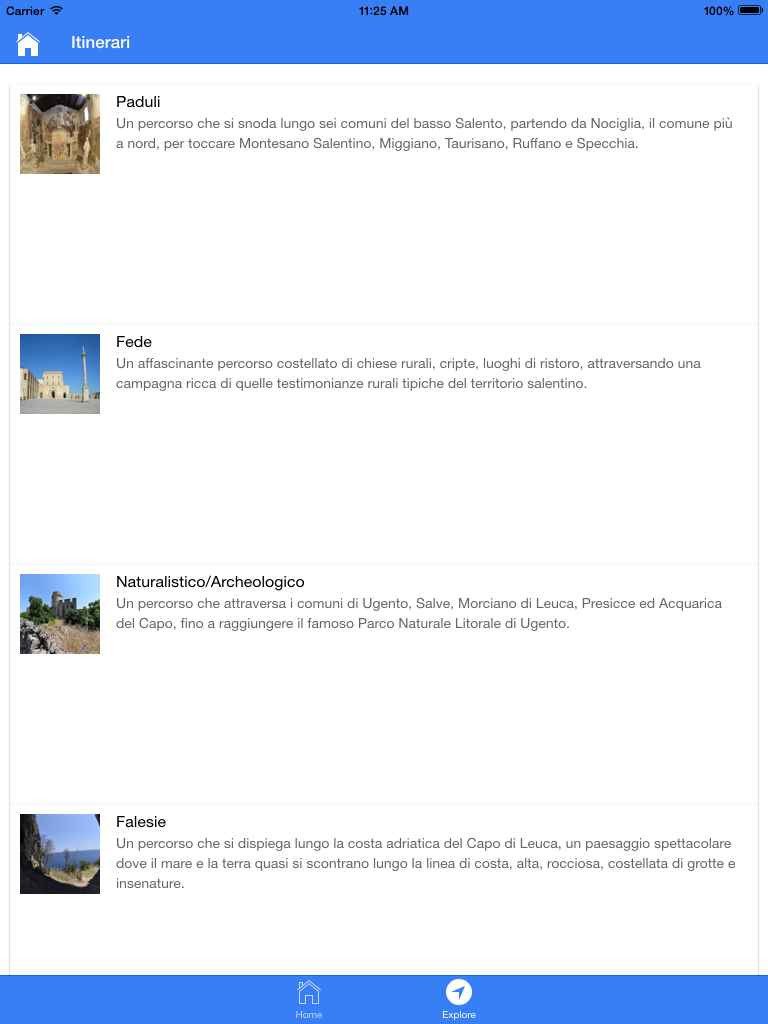 Carrier
11:25 AM
100%
Itinerari
Paduli
Un percorso che si snoda lungo sei comuni del basso Salento, partendo da Nociglia, il comune più
a nord, per toccare Montesano Salentino, Miggiano, Taurisano, Ruffano e Specchia.
Fede
Un affascinante percorso costellato di chiese rurali, cripte, luoghi di ristoro, attraversando una
campagna ricca di quelle testimonianze rurali tipiche del territorio salentino.
Naturalistico/Archeologico
Un percorso che attraversa i comuni di Ugento, Salve, Morciano di Leuca, Presicce ed Acquarica
del Capo, fino a raggiungere il famoso Parco Naturale Litorale di Ugento.
Falesie
Un percorso che si dispiega lungo la costa adriatica del Capo di Leuca, un paesaggio spettacolare
dove il mare e la terra quasi si scontrano lungo la linea di costa, alta, rocciosa, costellata di grotte e
insenature.
Home
Explore